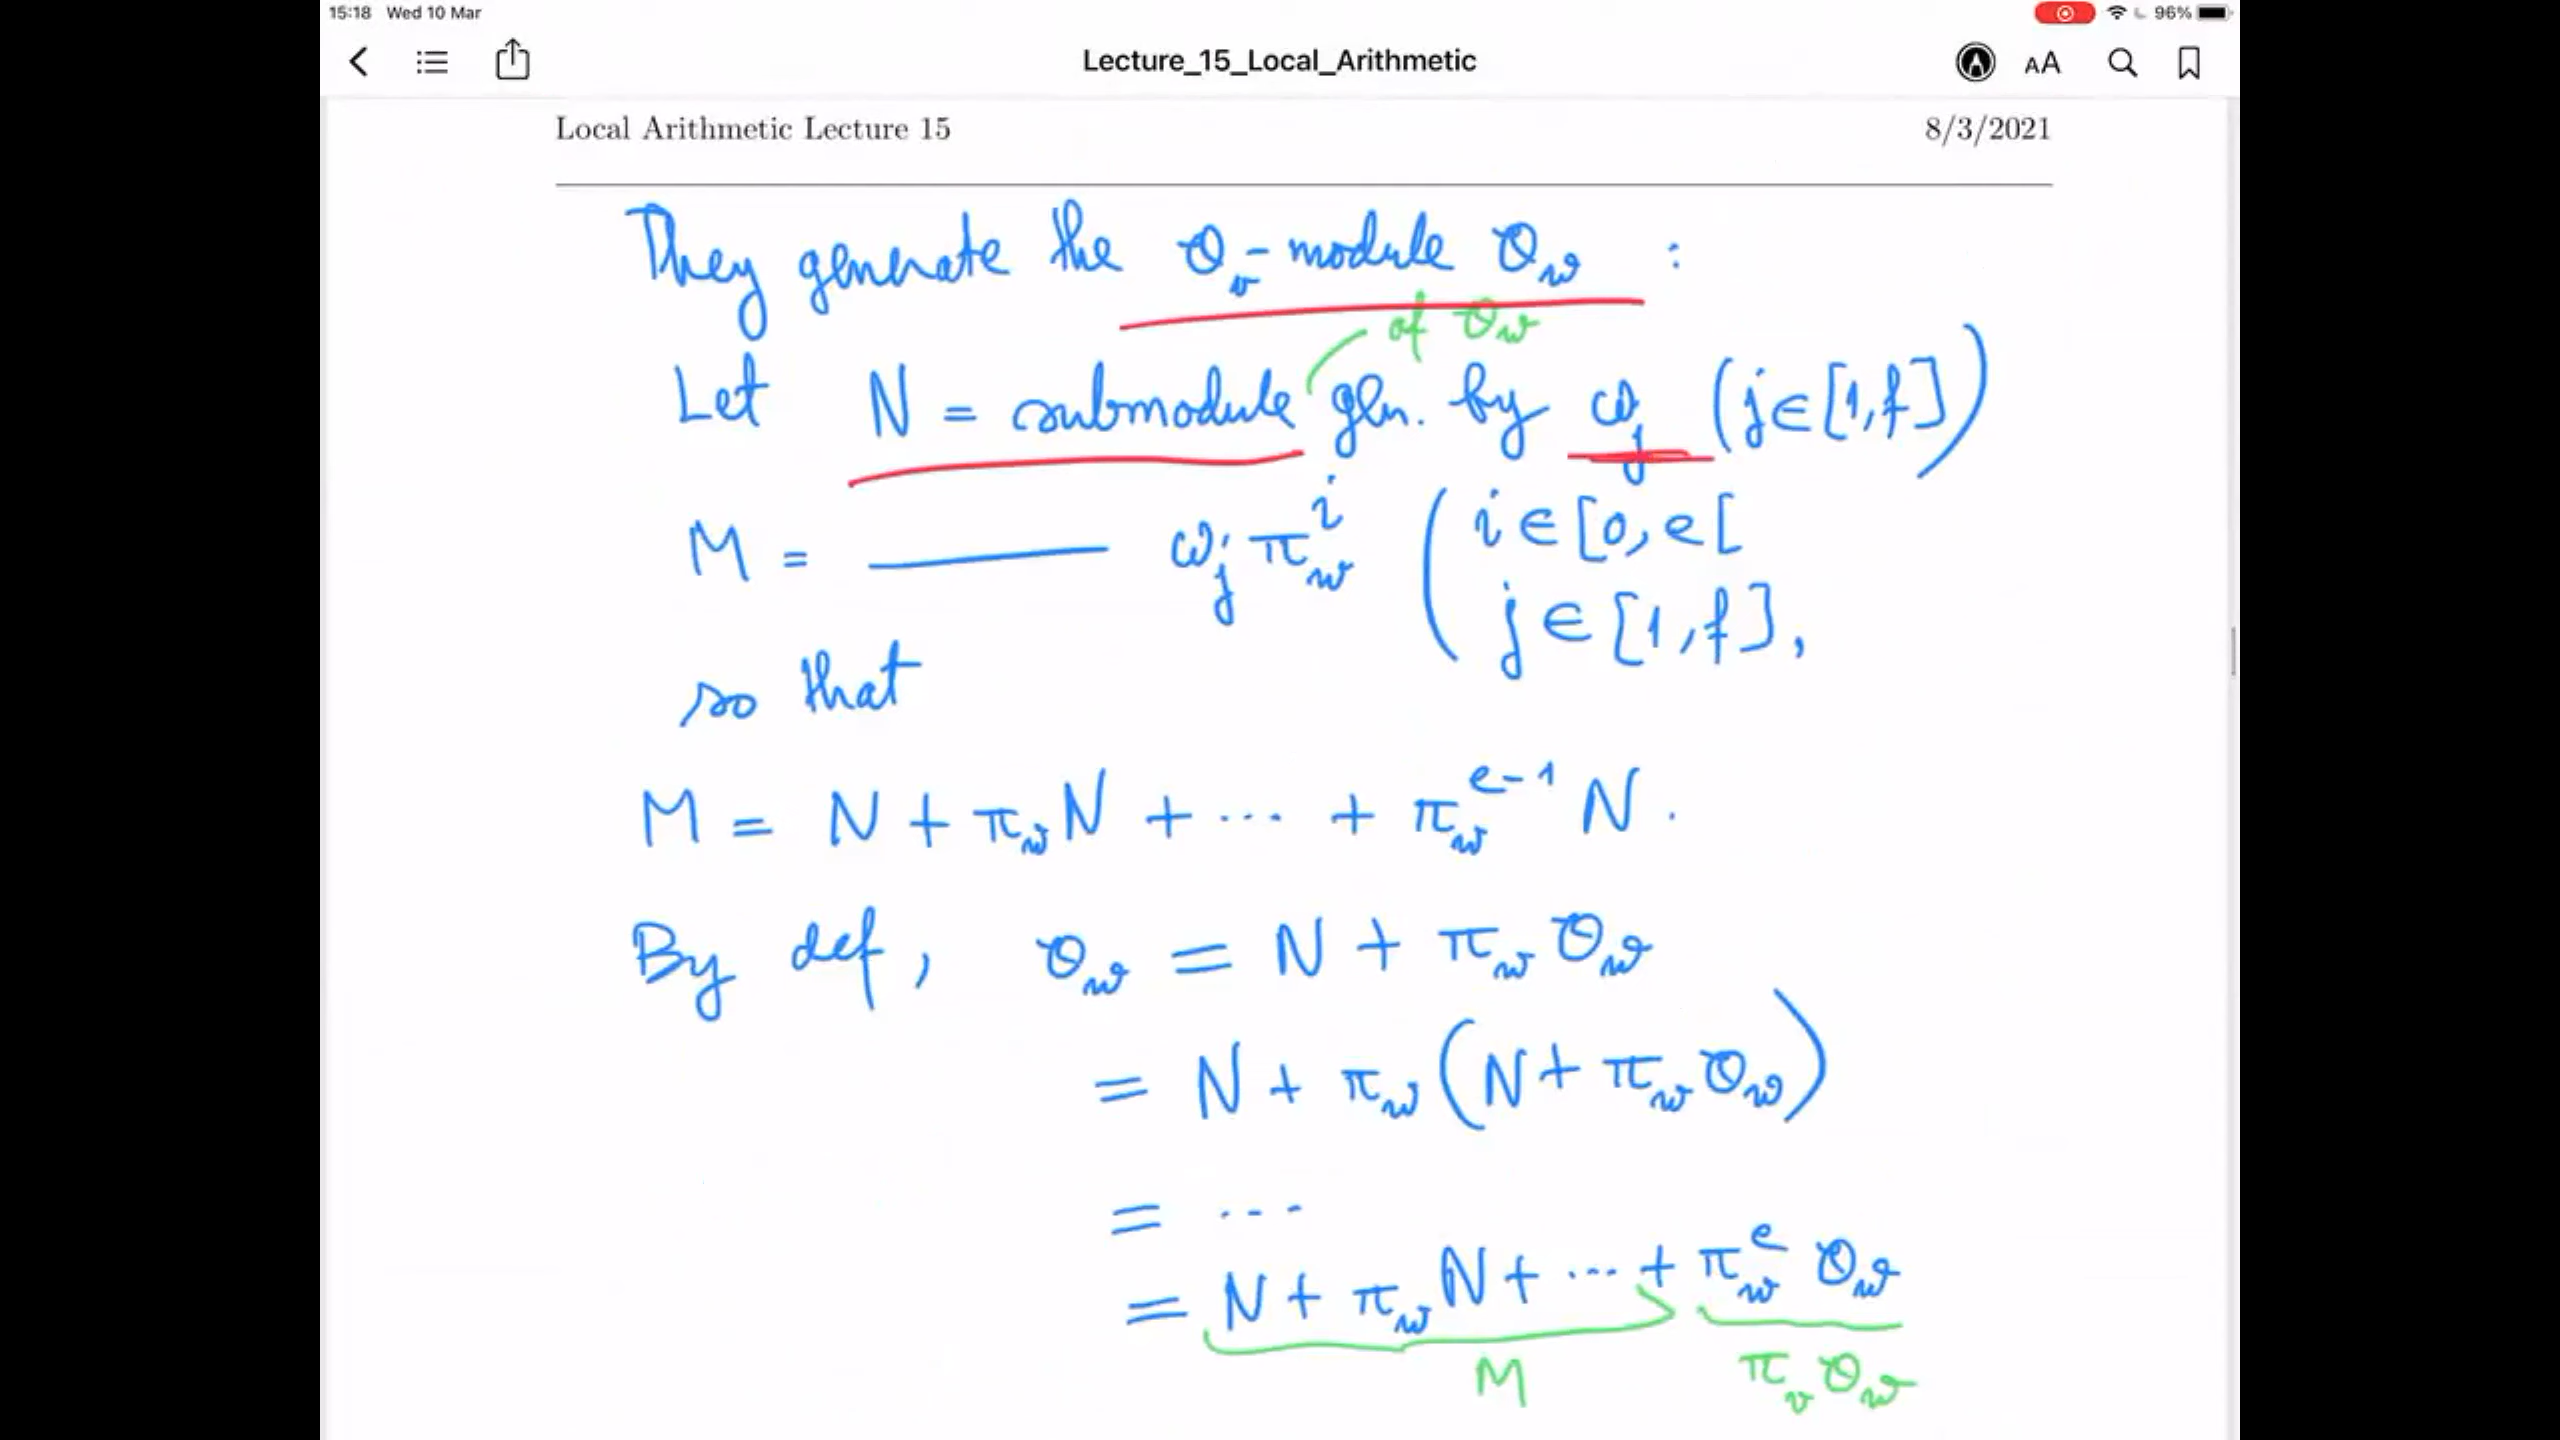 15:18 Wed 10 Mar 96%
Lecture_15_Local_Arithmetic
AA
Local Arithmetic Lecture 15 8/3/2021
They generate the 𝒪_v-module 𝒪_w :
of 𝒪_w
Let N = submodule gen. by ω_j (j∈[1,f])
M = ——— ω_j π_w^i ( i∈[0,e[
j∈[1,f],
so that
M = N + π_w N + ... + π_w^{e-1} N.
By def, 𝒪_w = N + π_w 𝒪_w
= N + π_w (N + π_w 𝒪_w)
= ...
= N + π_w N + ... + π_w^e 𝒪_w
M π_v 𝒪_w